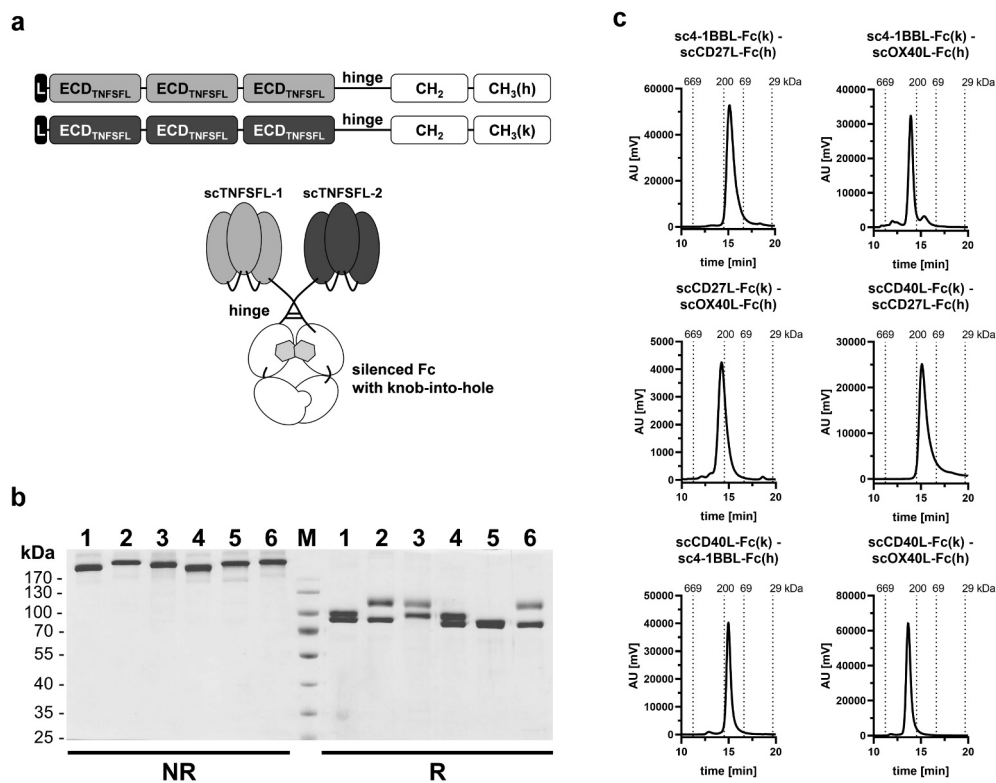 a
hinge
L ECDTNFSFL ECDTNFSFL ECDTNFSFL CH2 CH3(h)
hinge
L ECDTNFSFL ECDTNFSFL ECDTNFSFL CH2 CH3(k)
scTNFSFL-1 scTNFSFL-2
hinge
silenced Fc
with knob-into-hole
b
1 2 3 4 5 6 M 1 2 3 4 5 6
kDa
170 -
130 -
100 -
70 -
55 -
40 -
35 -
25 -
NR R
c
sc4-1BBL-Fc(k) -
scCD27L-Fc(h)
669 200 69 29 kDa
60000
40000
20000
0
AU [mV]
10 15 20
time [min]
sc4-1BBL-Fc(k) -
scOX40L-Fc(h)
669 200 69 29 kDa
40000
30000
20000
10000
0
AU [mV]
10 15 20
time [min]
scCD27L-Fc(k) -
scOX40L-Fc(h)
669 200 69 29 kDa
5000
4000
3000
2000
1000
0
AU [mV]
10 15 20
time [min]
scCD40L-Fc(k) -
scCD27L-Fc(h)
669 200 69 29 kDa
30000
20000
10000
0
AU [mV]
10 15 20
time [min]
scCD40L-Fc(k) -
sc4-1BBL-Fc(h)
669 200 69 29 kDa
50000
40000
30000
20000
10000
0
AU [mV]
10 15 20
time [min]
scCD40L-Fc(k) -
scOX40L-Fc(h)
669 200 69 29 kDa
80000
60000
40000
20000
0
AU [mV]
10 15 20
time [min]